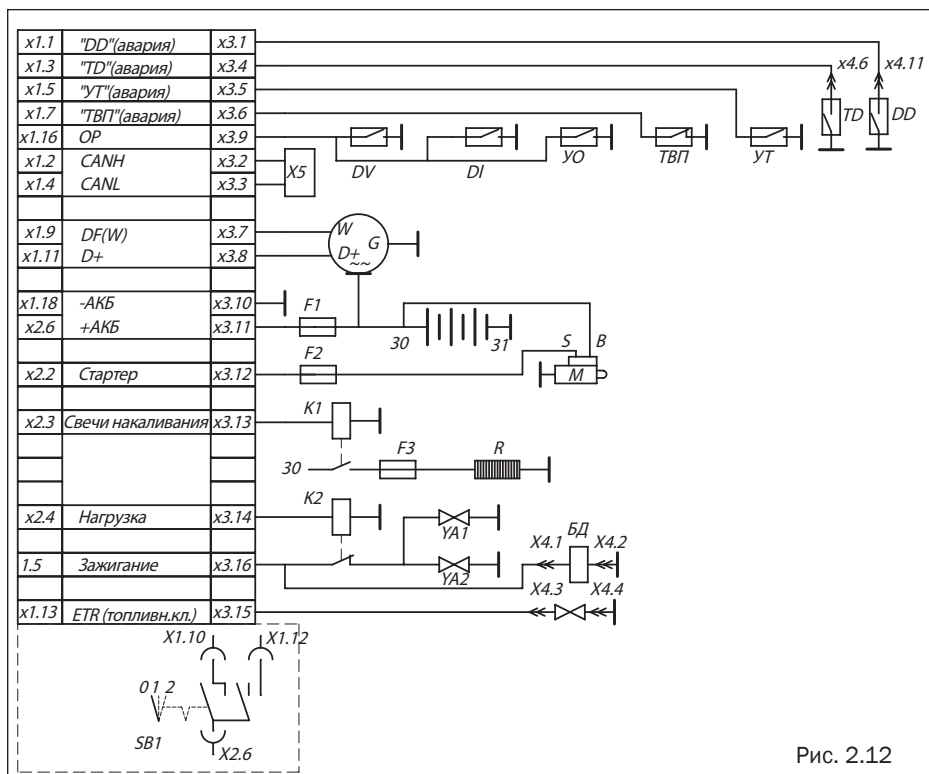 x1.1 "DD"(авария) x3.1
x1.3 "TD"(авария) x3.4 x4.6 x4.11
x1.5 "УТ"(авария) x3.5
x1.7 "ТВП"(авария) x3.6 TD DD
x1.16 OP x3.9
x1.2 CANH x3.2 X5 DV DI УО ТВП УТ
x1.4 CANL x3.3
x1.9 DF(W) x3.7 W G
x1.11 D+ x3.8 D+
~~
x1.18 -АКБ x3.10 F1
x2.6 +АКБ x3.11 30 31
F2 S B
x2.2 Стартер x3.12 M
K1
x2.3 Свечи накаливания x3.13
30 F3 R
K2
x2.4 Нагрузка x3.14 YA1 БД
X4.1 X4.2
1.5 Зажигание x3.16 YA2
X4.3 X4.4
x1.13 ETR (топливн.кл.) x3.15
X1.10 X1.12
0 1 2
SB1
X2.6
Рис. 2.12